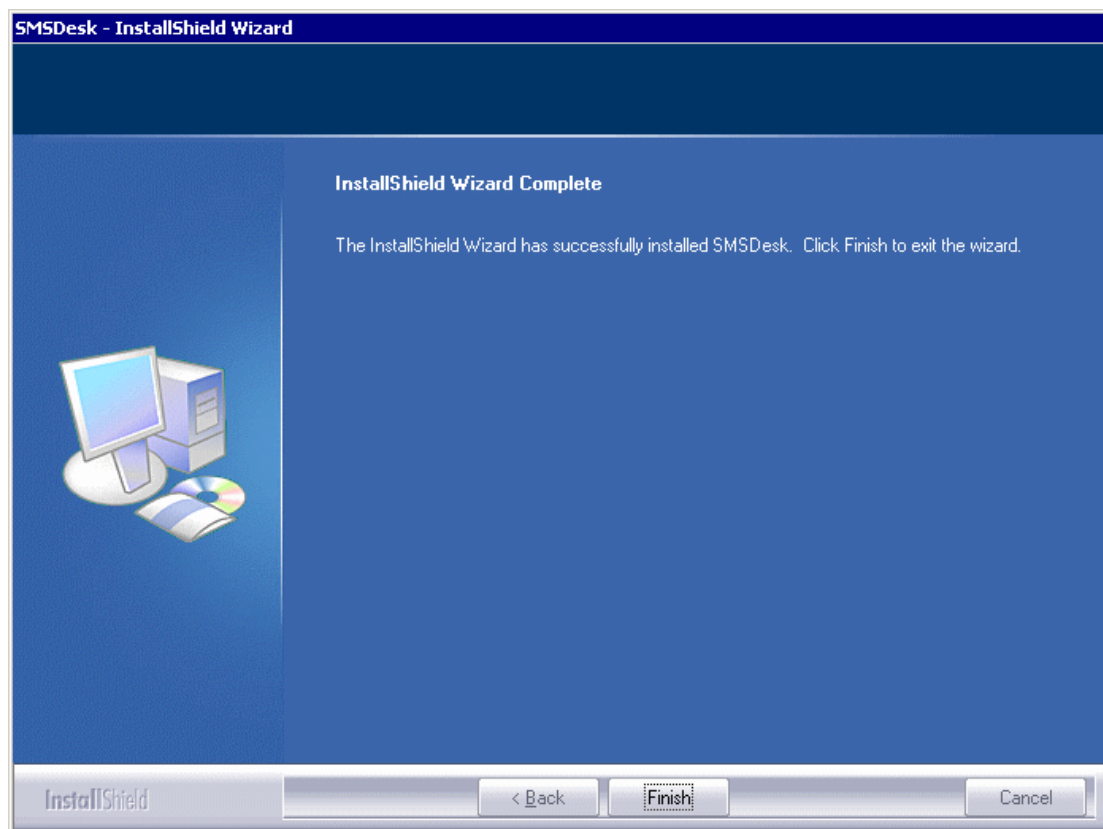 SMSDesk - InstallShield Wizard
InstallShield Wizard Complete
The InstallShield Wizard has successfully installed SMSDesk.  Click Finish to exit the wizard.
InstallShield
< Back
Finish
Cancel